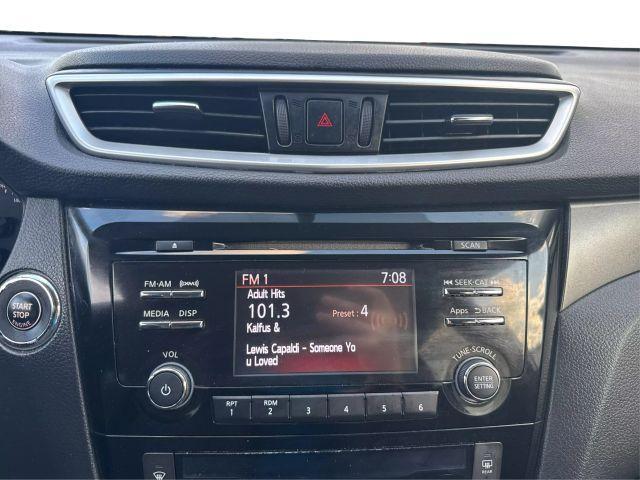 SCAN
FM·AM (XM)
MEDIA DISP
START
STOP
ENGINE
VOL
FM 1 7:08
Adult Hits
101.3 Preset : 4
Kalfus &
Lewis Capaldi - Someone Yo
u Loved
SEEK·CAT
Apps BACK
TUNE·SCROLL
ENTER
SETTING
RPT
1
RDM
2
3
4
5
6
REAR